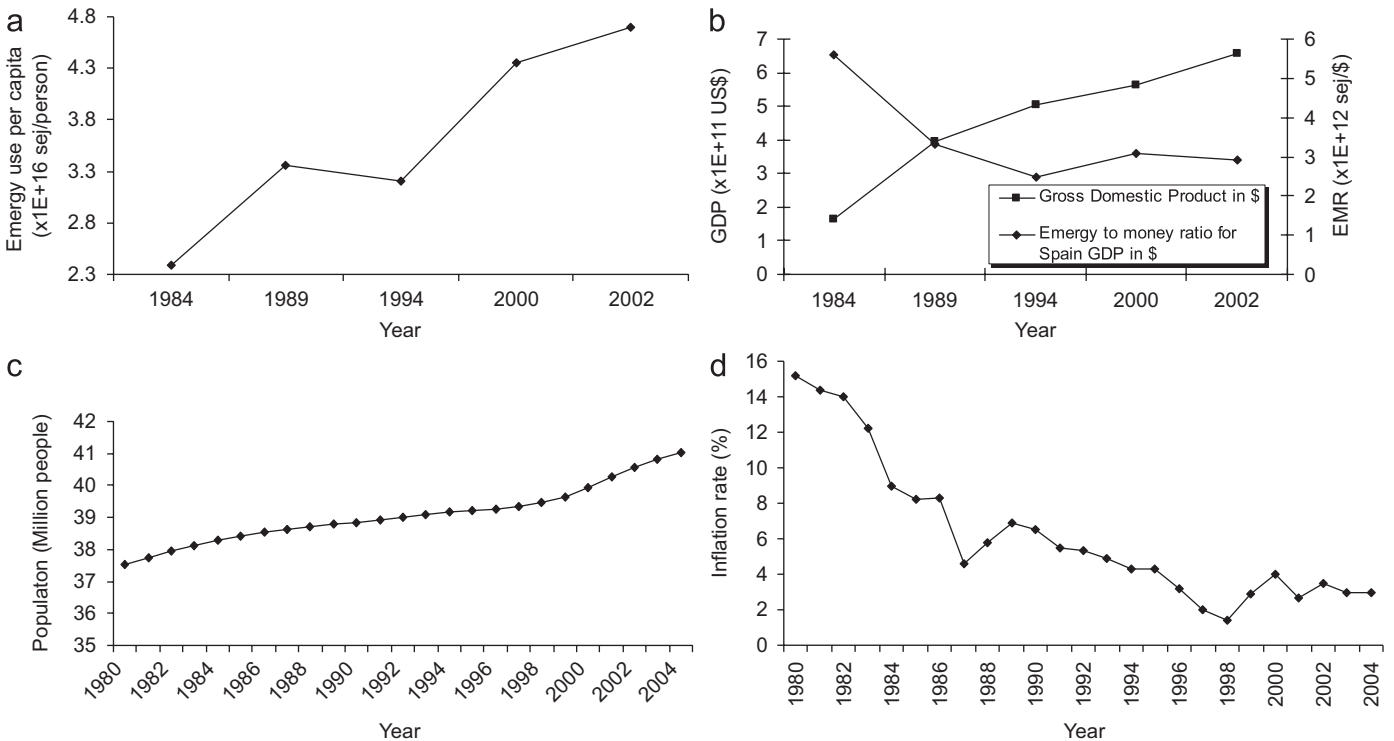 a
Emergy use per capita
(x1E+16 sej/person)
4.8
4.3
3.8
3.3
2.8
2.3
1984 1989 1994 2000 2002
Year
b
GDP (x1E+11 US$)
7
6
5
4
3
2
1
0
6
5
4
3
2
1
0
EMR (x1E+12 sej/$)
Gross Domestic Product in $
Emergy to money ratio for
Spain GDP in $
1984 1989 1994 2000 2002
Year
c
Populaton (Million people)
42
41
40
39
38
37
36
35
1980 1982 1984 1986 1988 1990 1992 1994 1996 1998 2000 2002 2004
Year
d
Inflation rate (%)
16
14
12
10
8
6
4
2
0
1980 1982 1984 1986 1988 1990 1992 1994 1996 1998 2000 2002 2004
Year